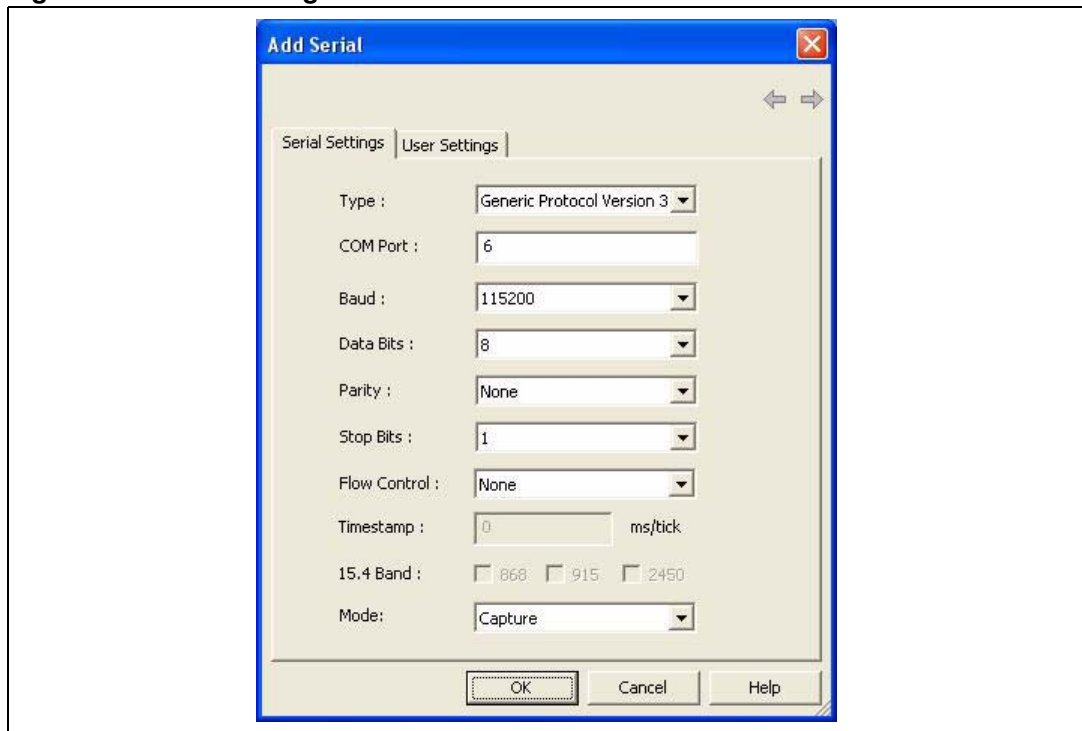 Add Serial
Serial Settings User Settings
Type : Generic Protocol Version 3
COM Port : 6
Baud : 115200
Data Bits : 8
Parity : None
Stop Bits : 1
Flow Control : None
Timestamp : 0 ms/tick
15.4 Band : 868 915 2450
Mode: Capture
OK Cancel Help